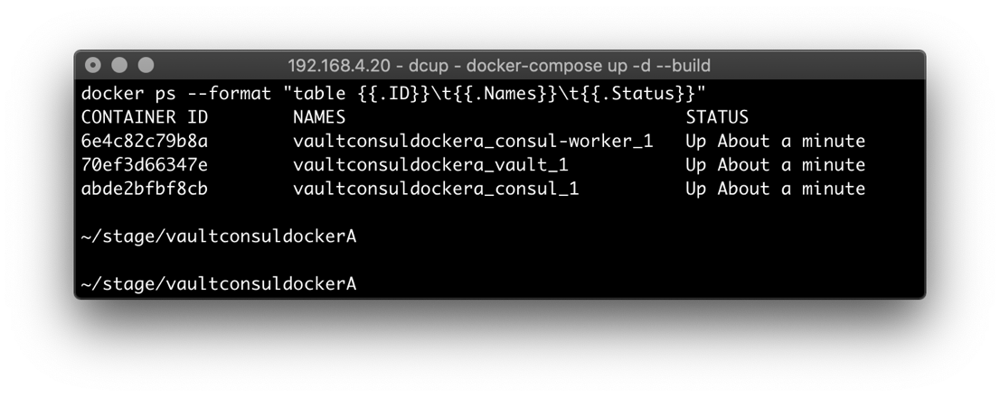 192.168.4.20 - dcup - docker-compose up -d --build
docker ps --format "table {{.ID}}\t{{.Names}}\t{{.Status}}"
CONTAINER ID NAMES STATUS
6e4c82c79b8a vaultconsuldockera_consul-worker_1 Up About a minute
70ef3d66347e vaultconsuldockera_vault_1 Up About a minute
abde2bfbf8cb vaultconsuldockera_consul_1 Up About a minute
~/stage/vaultconsuldockerA
~/stage/vaultconsuldockerA